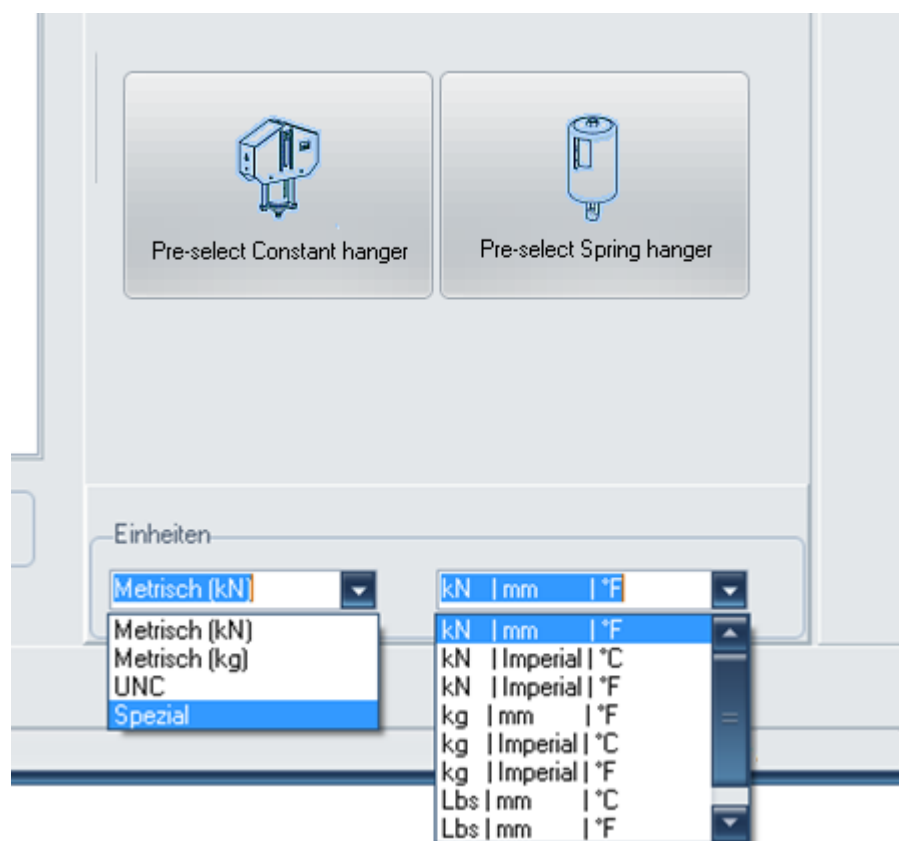 Pre-select Constant hanger
Pre-select Spring hanger
Einheiten
Metrisch (kN)
Metrisch (kN)
Metrisch (kg)
UNC
Spezial
kN | mm | °F
kN | mm | °F
kN | Imperial | °C
kN | Imperial | °F
kg | mm | °F
kg | Imperial | °C
kg | Imperial | °F
Lbs | mm | °C
Lbs | mm | °F